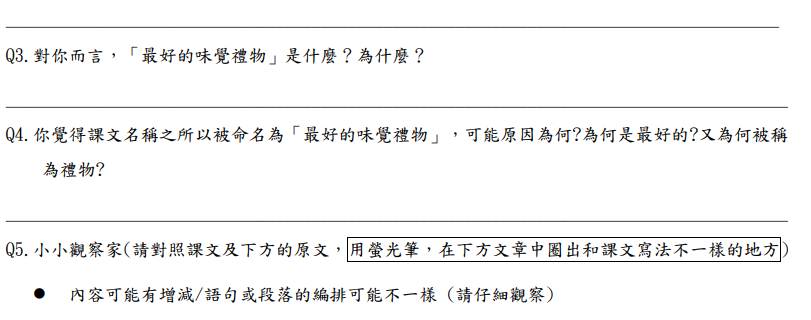 Q3.對你而言，「最好的味覺禮物」是什麼？為什麼？
Q4.你覺得課文名稱之所以被命名為「最好的味覺禮物」，可能原因為何?為何是最好的?又為何被稱
為禮物?
Q5.小小觀察家(請對照課文及下方的原文，用螢光筆，在下方文章中圈出和課文寫法不一樣的地方)
● 內容可能有增減/語句或段落的編排可能不一樣（請仔細觀察）